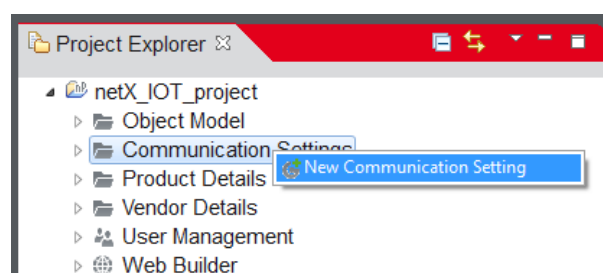 Project Explorer
netX_IOT_project
Object Model
Communication Settings
New Communication Setting
Product Details
Vendor Details
User Management
Web Builder